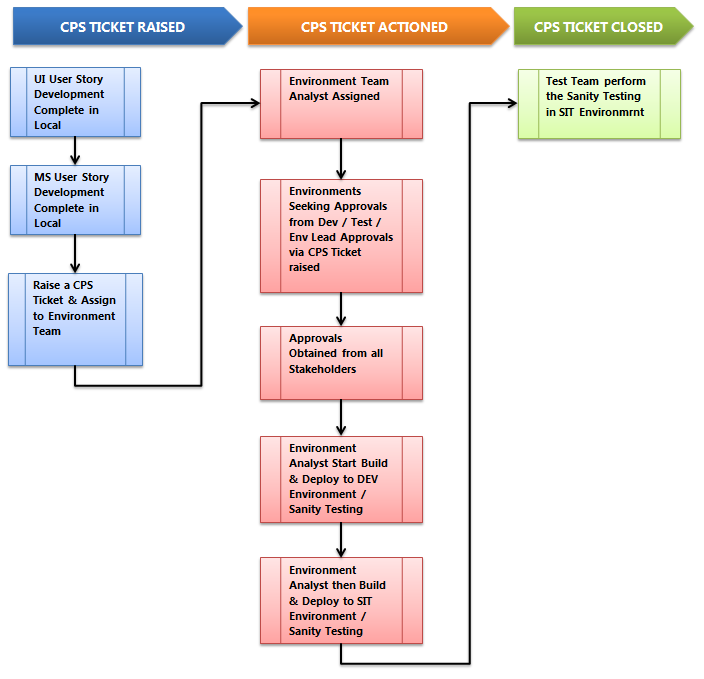 CPS TICKET RAISED
CPS TICKET ACTIONED
CPS TICKET CLOSED
UI User Story
Development
Complete in
Local
MS User Story
Development
Complete in
Local
Raise a CPS
Ticket & Assign
to Environment
Team
Environment Team
Analyst Assigned
Environments
Seeking Approvals
from Dev / Test /
Env Lead Approvals
via CPS Ticket
raised
Approvals
Obtained from all
Stakeholders
Environment
Analyst Start Build
& Deploy to DEV
Environment /
Sanity Testing
Environment
Analyst then Build
& Deploy to SIT
Environment /
Sanity Testing
Test Team perform
the Sanity Testing
in SIT Environmrnt